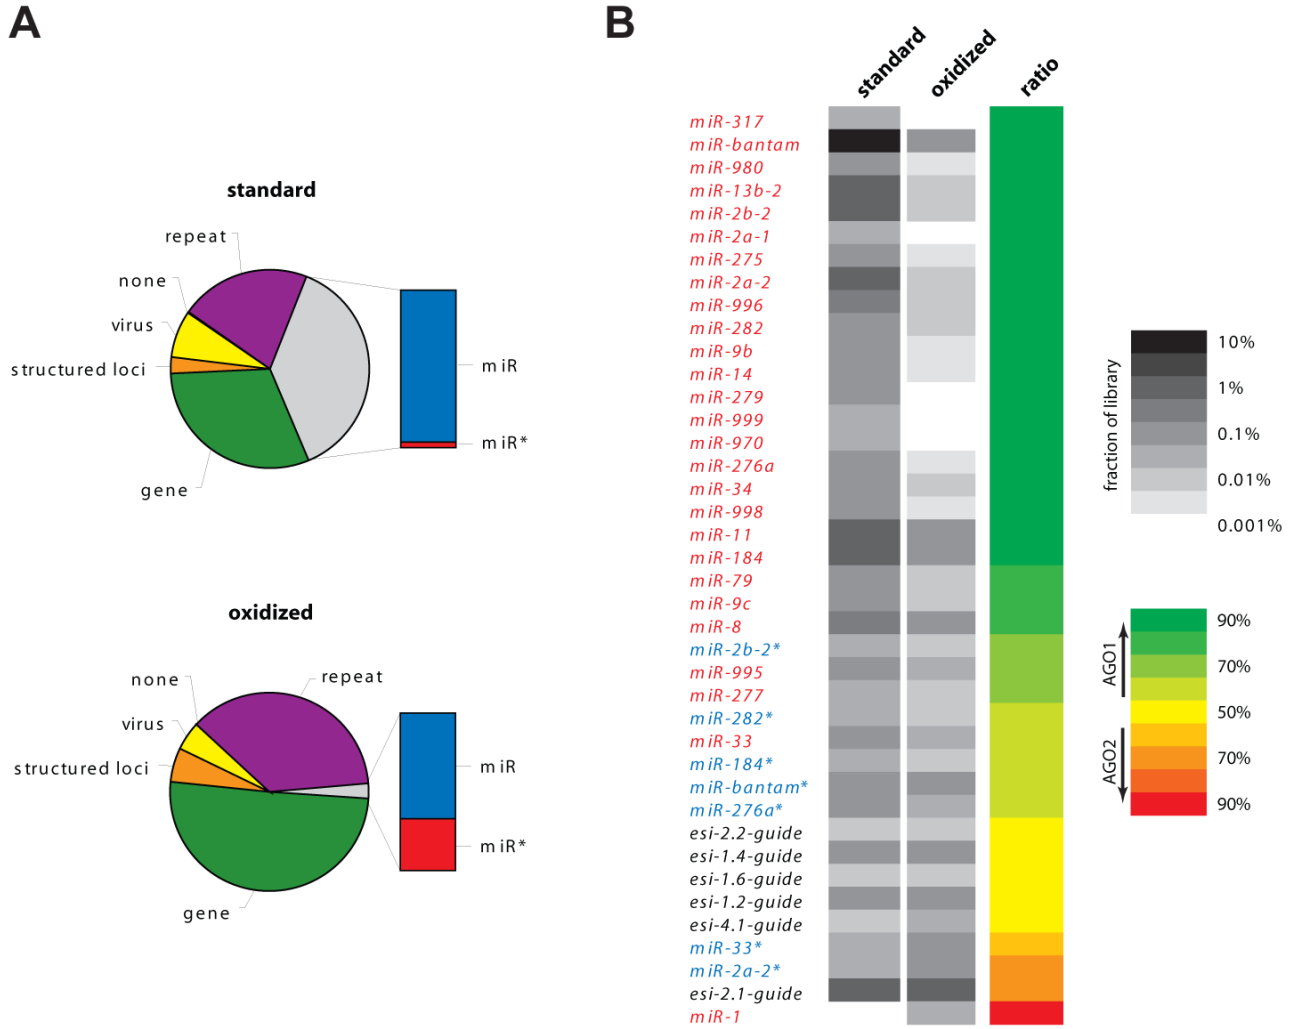 A
standard
repeat
none
virus
structured loci
gene
miR
miR*
oxidized
repeat
none
virus
structured loci
gene
miR
miR*
B
standard
oxidized
ratio
miR-317
miR-bantam
miR-980
miR-13b-2
miR-2b-2
miR-2a-1
miR-275
miR-2a-2
miR-996
miR-282
miR-9b
miR-14
miR-279
miR-999
miR-970
miR-276a
miR-34
miR-998
miR-11
miR-184
miR-79
miR-9c
miR-8
miR-2b-2*
miR-995
miR-277
miR-282*
miR-33
miR-184*
miR-bantam*
miR-276a*
esi-2.2-guide
esi-1.4-guide
esi-1.6-guide
esi-1.2-guide
esi-4.1-guide
miR-33*
miR-2a-2*
esi-2.1-guide
miR-1
fraction of library
10%
1%
0.1%
0.01%
0.001%
AGO1
AGO2
90%
70%
50%
70%
90%